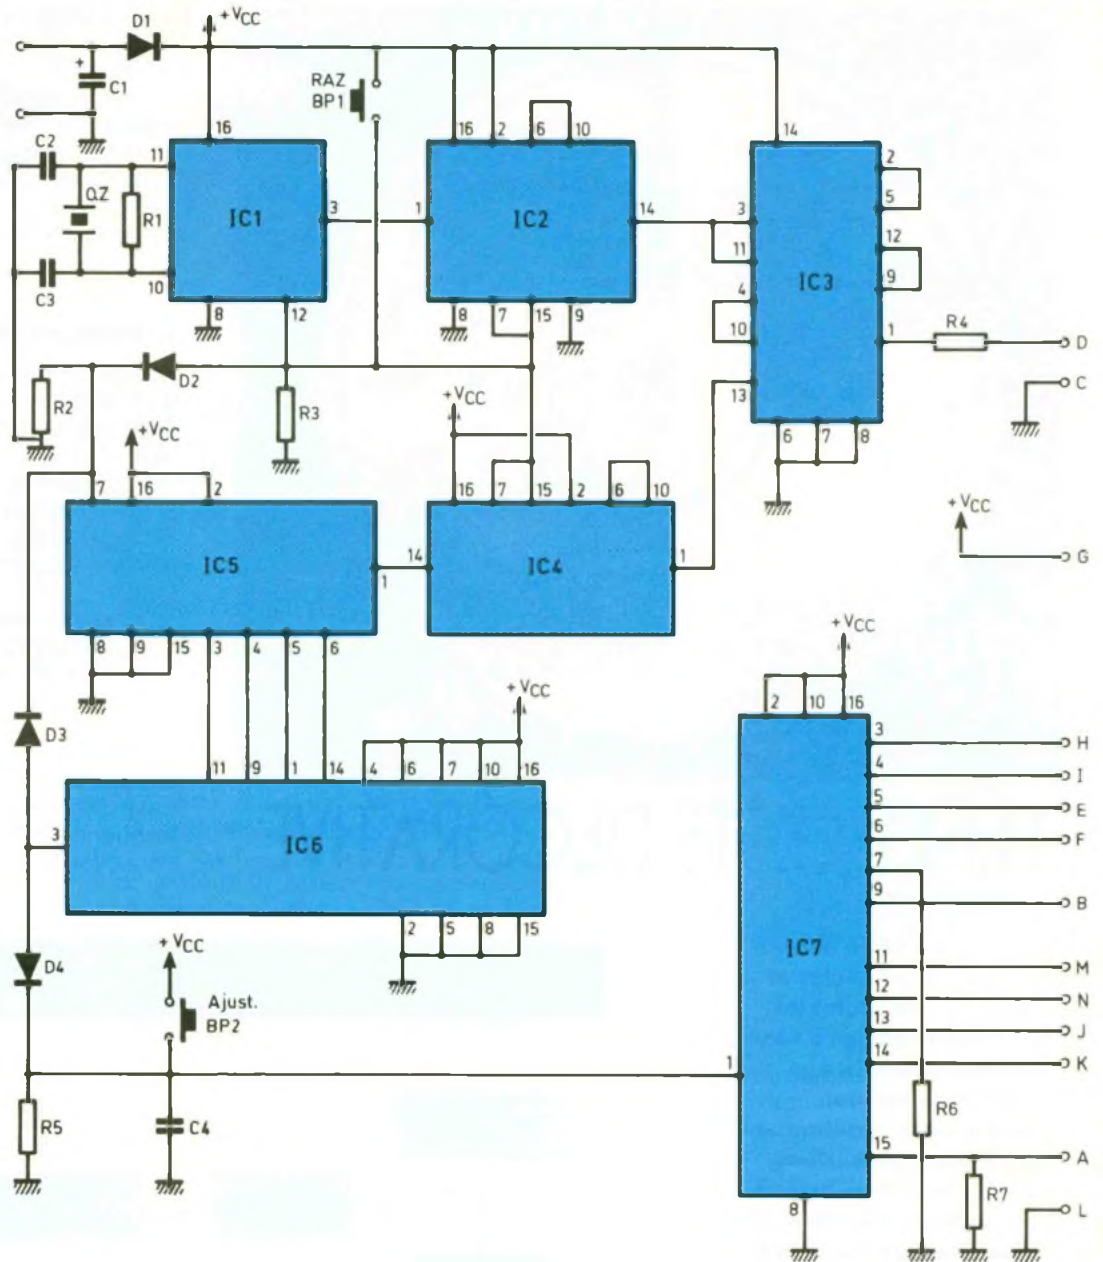 D1
+VCC
+
C1
RAZ
BP1
16
16 2 6 10
14
C2
11
QZ
R1
IC1
3
1
IC2
14
3
11
IC3
2
5
12
9
4
10
1
R4
D
C
C3
10
8
12
8
7
15
9
13
6
7
8
R2
D2
R3
+VCC
+VCC
7
16
2
16
7
15
2
6
10
IC5
1
14
IC4
1
+VCC
G
8
9
15
3
4
5
6
+VCC
+VCC
2
10
16
D3
11
9
1
14
4
6
7
10
16
3
IC6
2
5
8
15
3
H
4
I
5
E
6
F
7
9
B
IC7
11
M
12
N
13
J
14
K
D4
+VCC
Ajust.
BP2
1
R5
C4
R6
15
A
R7
8
L